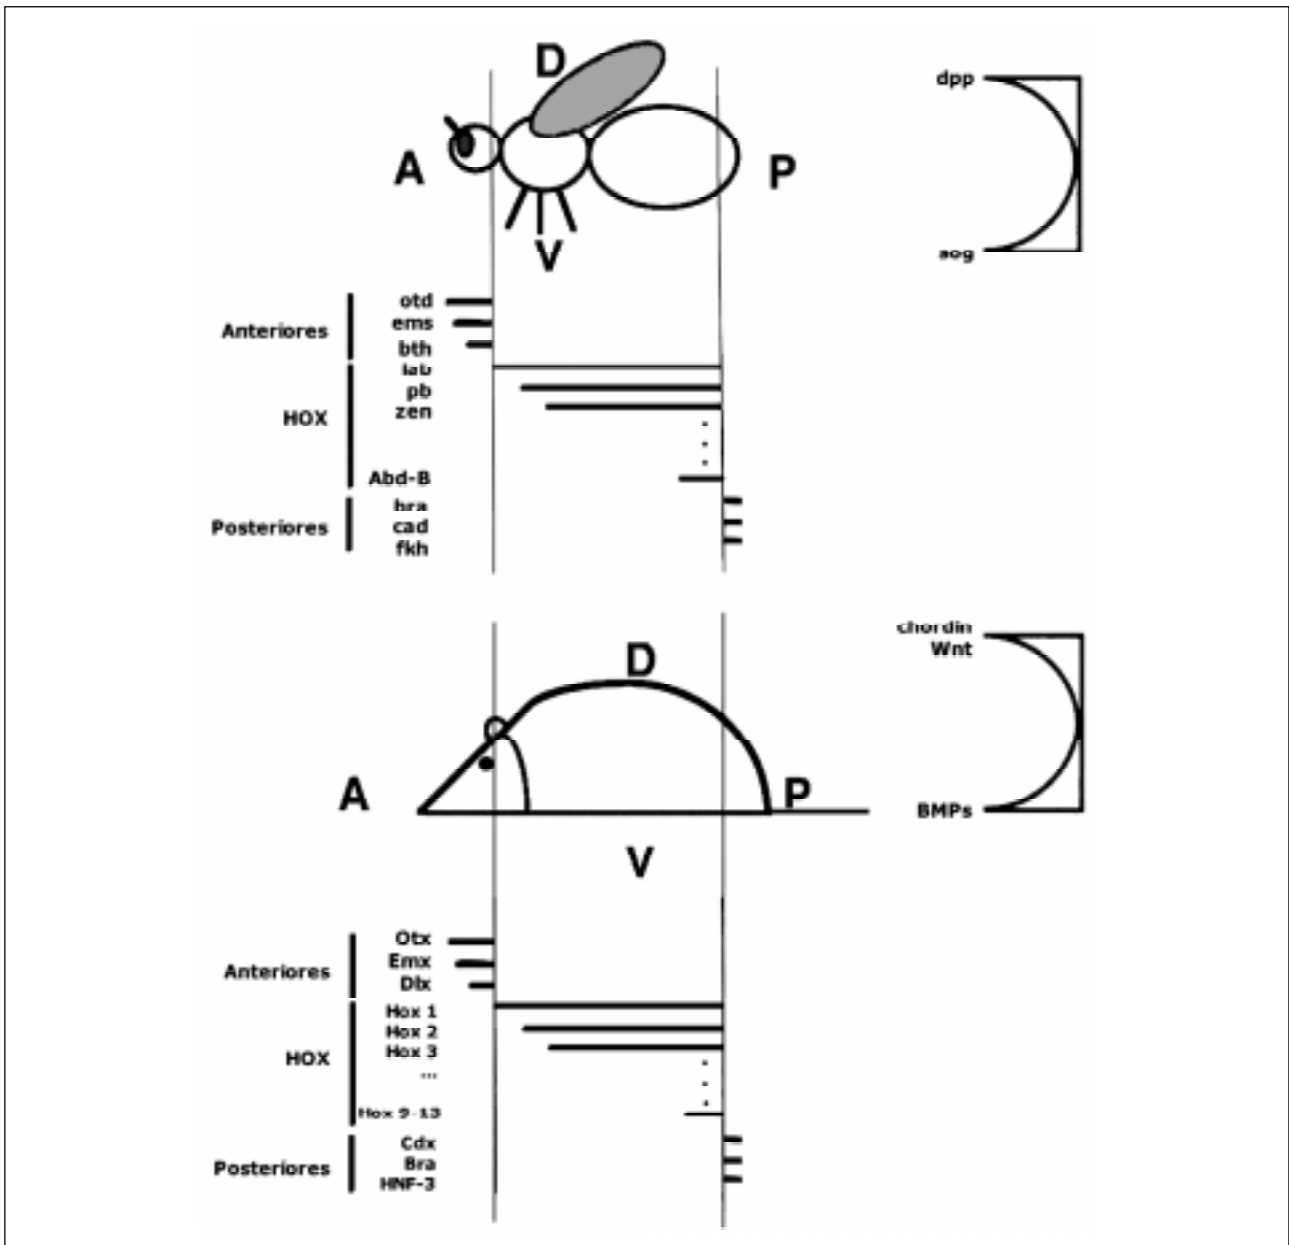 D
dpp
A
P
V
otd
Anteriores
ems
bth
lab
pb
HOX
zen
Abd-B
bra
Posteriores
cad
fkh
chordin
Wnt
D
A
P
BMPs
V
Otx
Anteriores
Emx
Dlx
Hox 1
Hox 2
HOX
Hox 3
...
Hox 9-13
Cdx
Posteriores
Bra
HNF-3